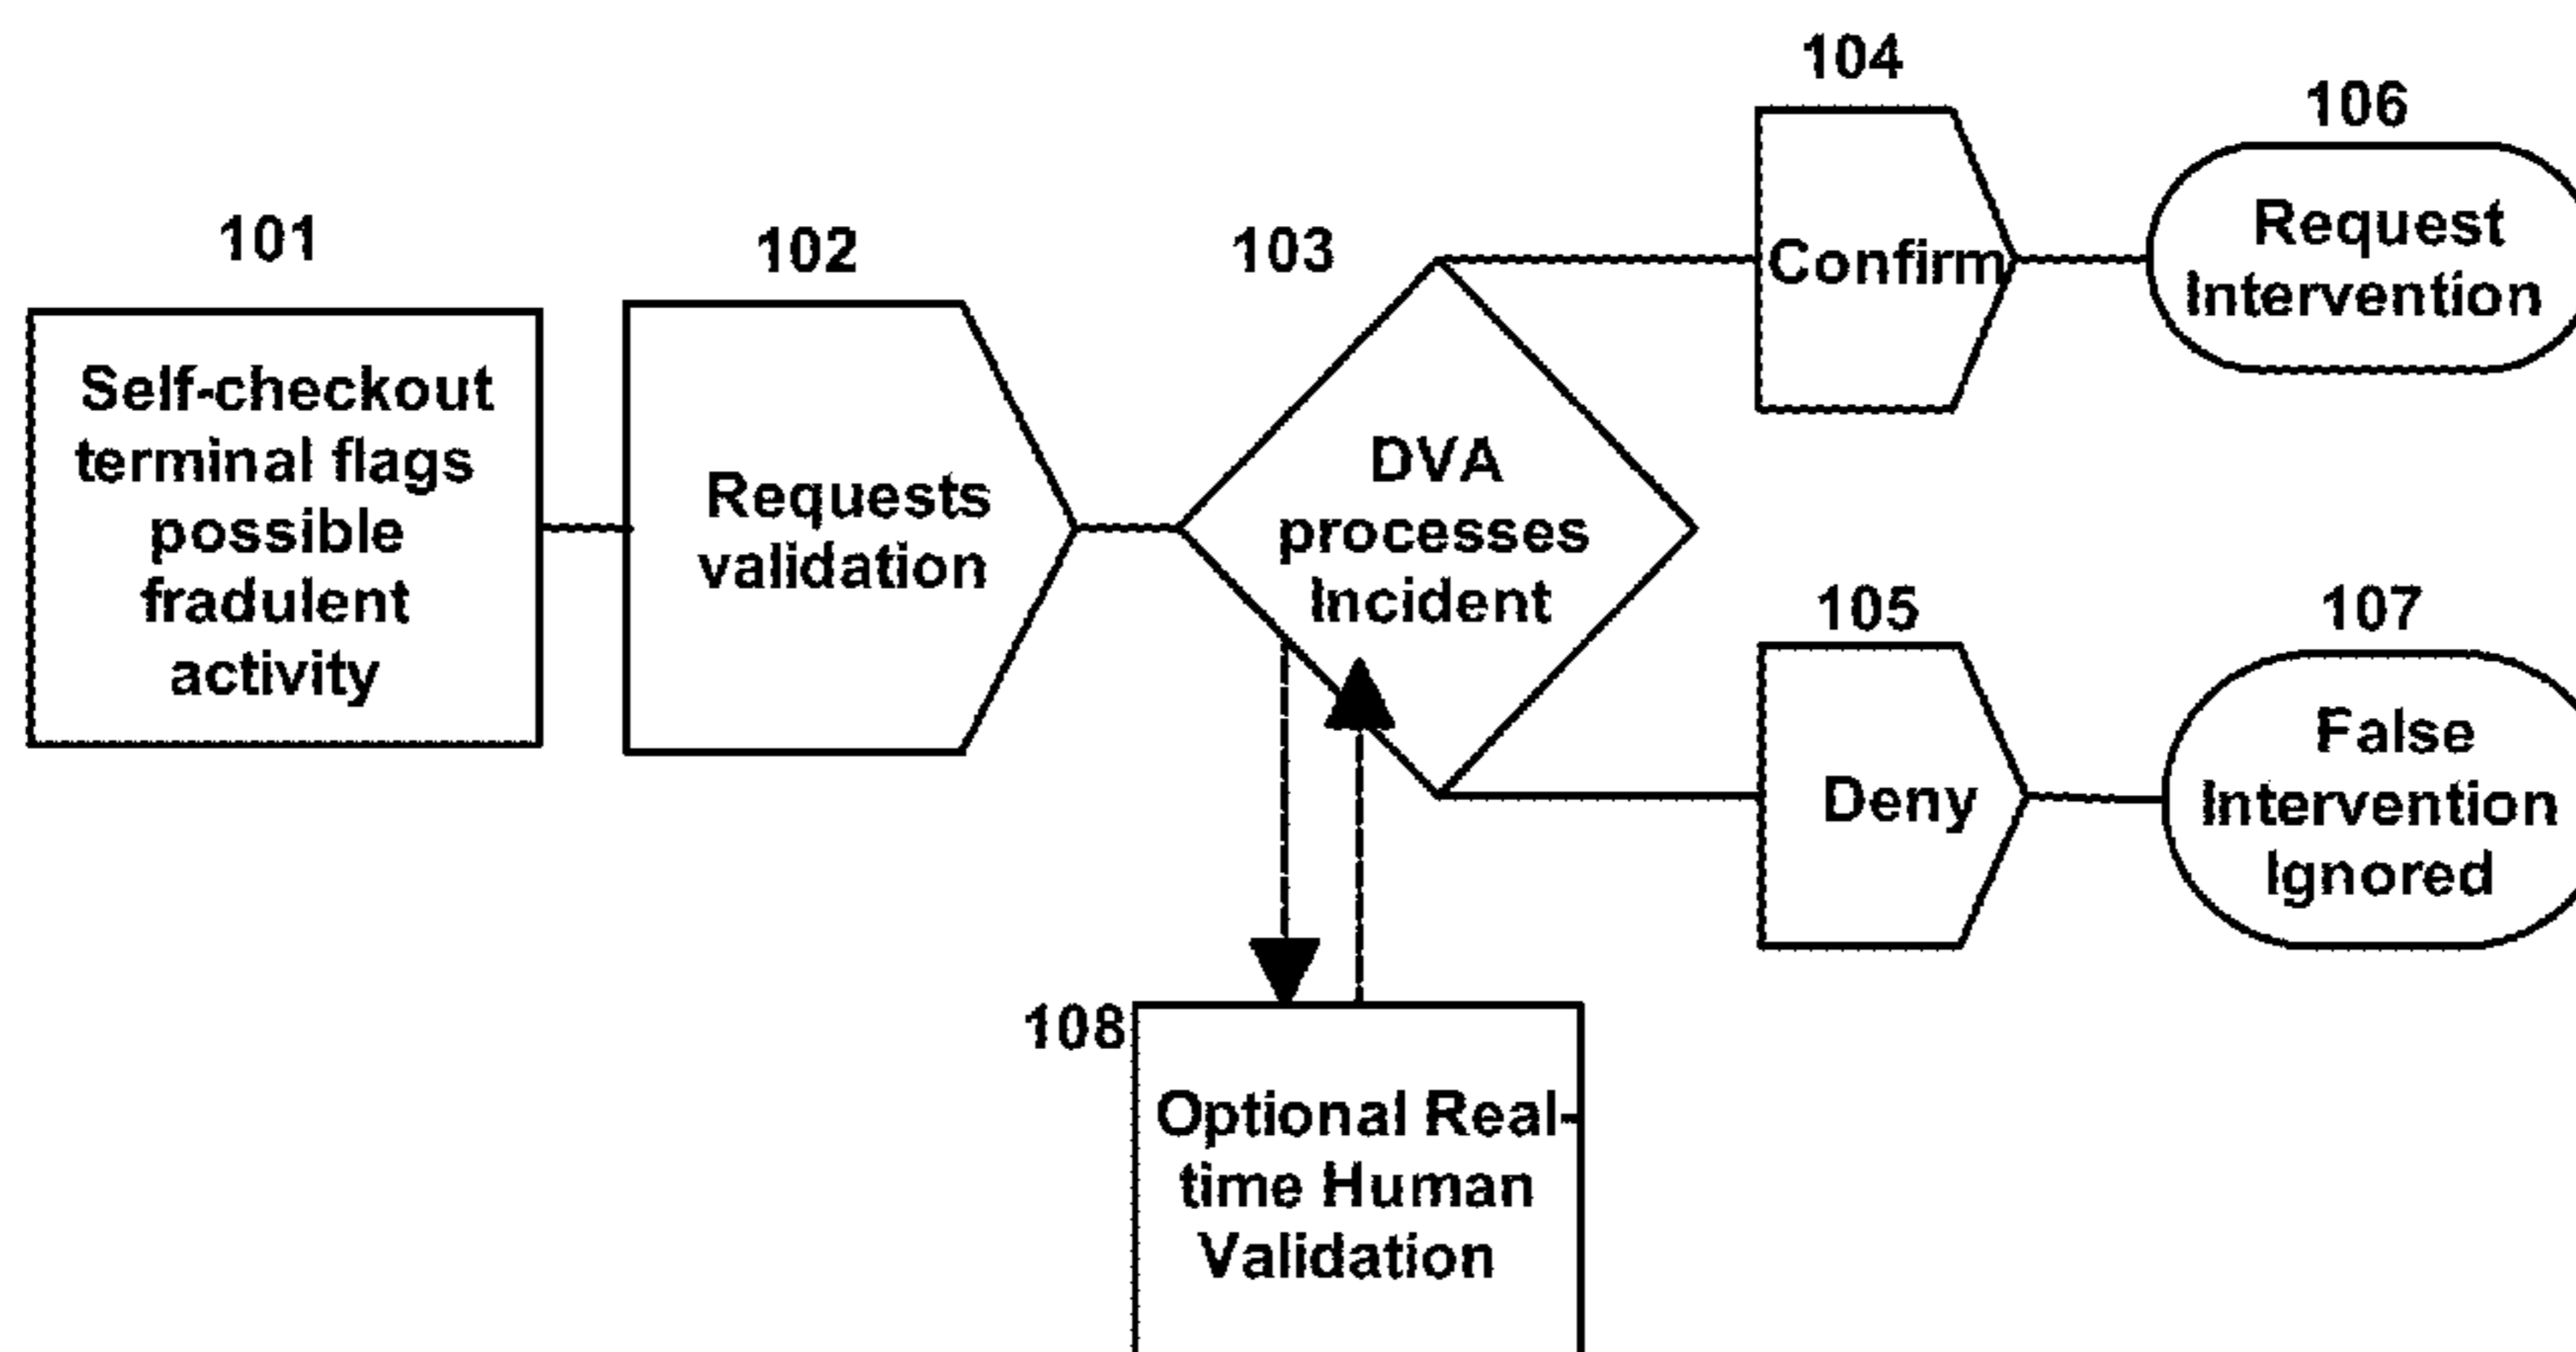 101
Self-checkout
terminal flags
possible
fradulent
activity
102
Requests
validation
103
DVA
processes
Incident
104
Confirm
106
Request
Intervention
105
Deny
107
False
Intervention
Ignored
108
Optional Real-
time Human
Validation